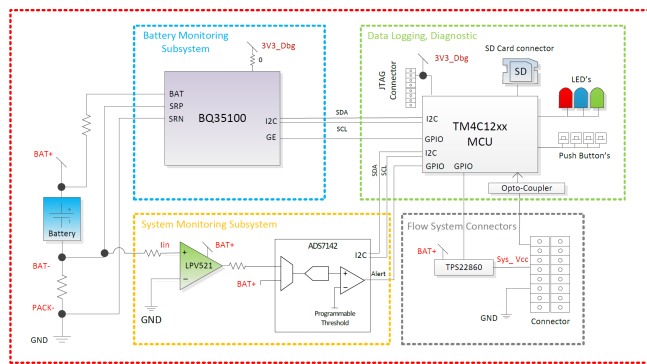 Battery Monitoring
Subsystem
3V3_Dbg
0
BAT
SRP
SRN
BQ35100
I2C
GE
SDA
SCL
Data Logging, Diagnostic
SD Card connector
SD
LED's
3V3_Dbg
JTAG
Connector
TM4C12xx
MCU
I2C
GPIO
I2C
GPIO
GPIO
Push Button's
SDA
SCL
Opto-Coupler
BAT+
Battery
BAT-
PACK-
GND
System Monitoring Subsystem
Iin
BAT+
+
LPV521
−
GND
BAT+
ADS7142
I2C
Alert
+
−
Programmable
Threshold
Flow System Connectors
BAT+
TPS22860
Sys_ Vcc
GND
Connector